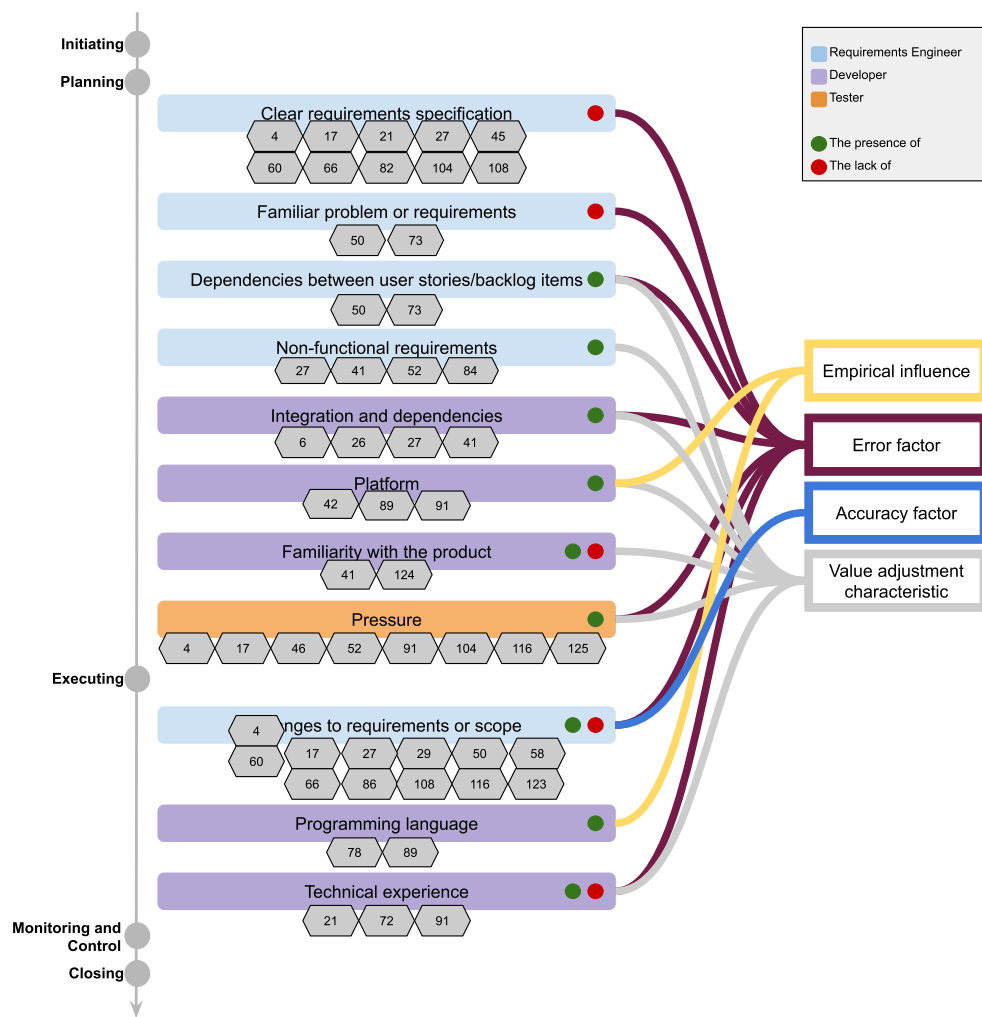 Initiating
Planning
Requirements Engineer
Developer
Tester
The presence of
The lack of
Clear requirements specification
4 17 21 27 45
60 66 82 104 108
Familiar problem or requirements
50 73
Dependencies between user stories/backlog items
50 73
Non-functional requirements
27 41 52 84
Integration and dependencies
6 26 27 41
Platform
42 89 91
Familiarity with the product
41 124
Pressure
4 17 46 52 91 104 116 125
Empirical influence
Error factor
Accuracy factor
Value adjustment
characteristic
Executing
4 nges to requirements or scope
60 17 27 29 50 58
66 86 108 116 123
Programming language
78 89
Technical experience
21 72 91
Monitoring and
Control
Closing